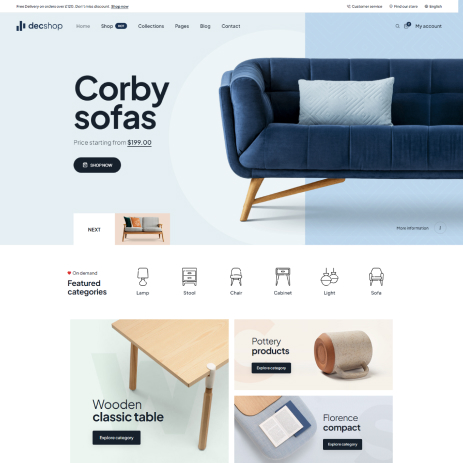 Free Delivery on orders over $120. Don't miss discount. Shop now
Customer service
Find our store
English
decshop
Home
Shop HOT
Collections
Pages
Blog
Contact
My account
Corby
sofas
Price starting from $199.00
SHOP NOW
NEXT
More information
On demand
Featured
categories
Lamp
Stool
Chair
Cabinet
Light
Sofa
Wooden
classic table
Explore category
Pottery
products
Explore category
Florence
compact
Explore category